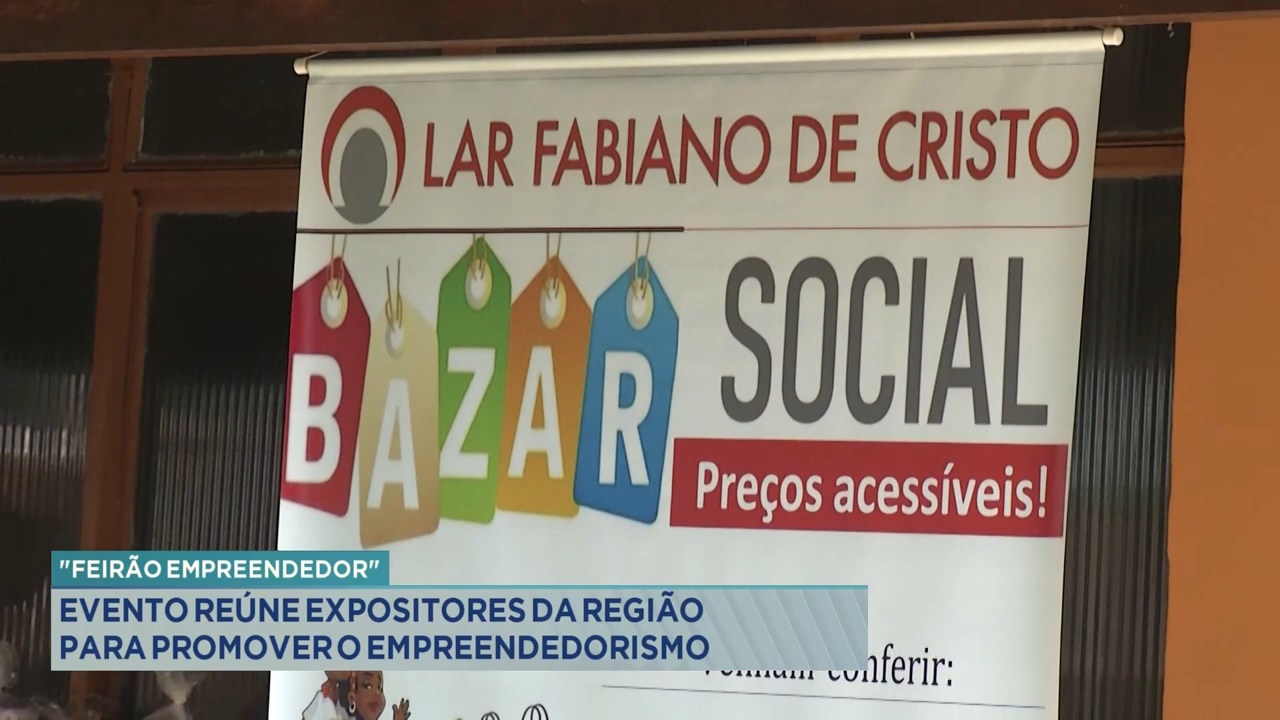 LAR FABIANO DE CRISTO
BAZAR
SOCIAL
Preços acessíveis!
"FEIRÃO EMPREENDEDOR"
EVENTO REÚNE EXPOSITORES DA REGIÃO
PARA PROMOVER O EMPREENDEDORISMO
conferir: